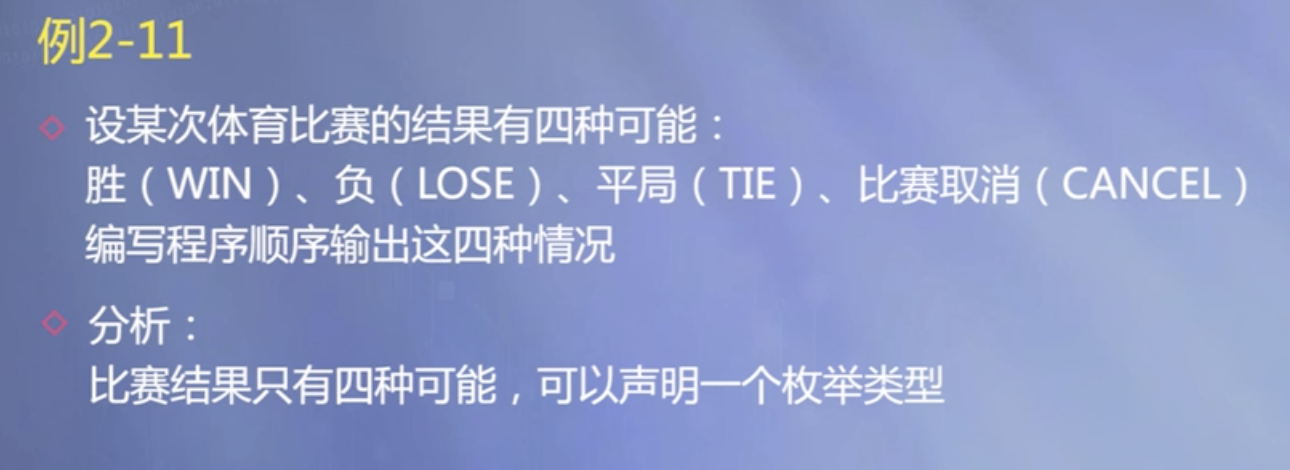 例2-11
设某次体育比赛的结果有四种可能：
胜（WIN）、负（LOSE）、平局（TIE）、比赛取消（CANCEL）
编写程序顺序输出这四种情况
分析：
比赛结果只有四种可能，可以声明一个枚举类型